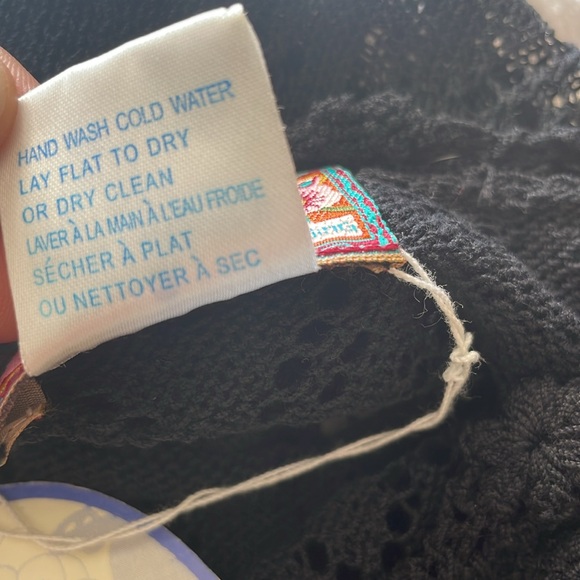 HAND WASH COLD WATER
LAY FLAT TO DRY
OR DRY CLEAN
LAVER À LA MAIN À L'EAU FROIDE
SÉCHER À PLAT
OU NETTOYER À SEC